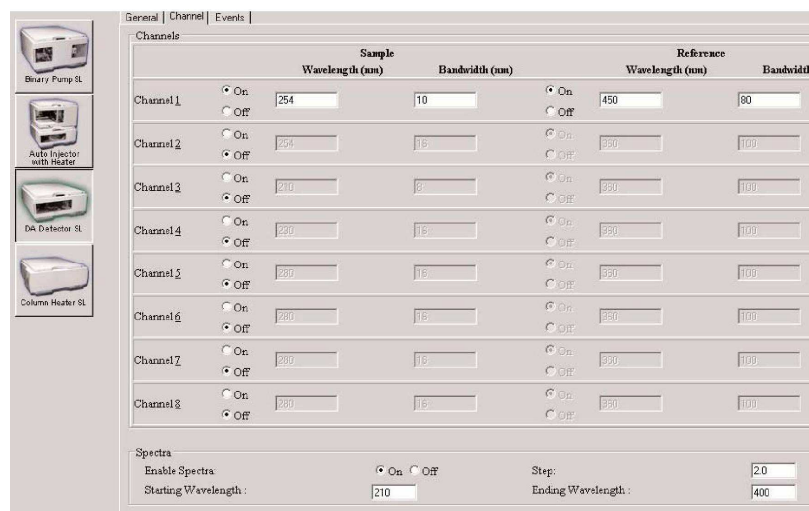 General Channel Events
Channels
Sample Reference
Wavelength (nm) Bandwidth (nm) Wavelength (nm) Bandwidth
Channel 1 On Off 254 10 On Off 450 80
Channel 2 On Off 254 16 On Off 360 100
Channel 3 On Off 210 8 On Off 360 100
Channel 4 On Off 230 16 On Off 360 100
Channel 5 On Off 280 16 On Off 360 100
Channel 6 On Off 280 16 On Off 360 100
Channel 7 On Off 280 16 On Off 360 100
Channel 8 On Off 280 16 On Off 360 100
Spectra
Enable Spectra: On Off Step: 2.0
Starting Wavelength : 210 Ending Wavelength : 400
Binary Pump SL
Auto Injector
with Heater
DA Detector SL
Column Heater SL